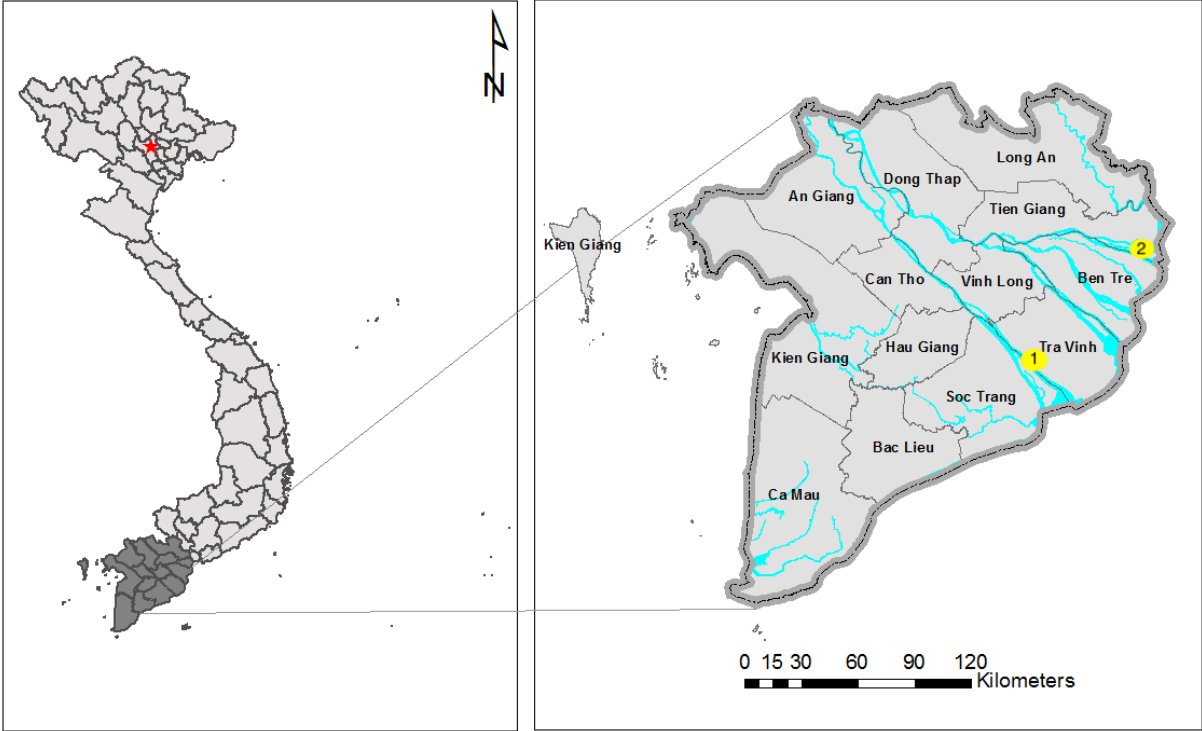 N
Long An
Dong Thap
An Giang
Tien Giang
Kien Giang
2
Can Tho
Vinh Long
Ben Tre
Kien Giang
Hau Giang
1
Tra Vinh
Soc Trang
Bac Lieu
Ca Mau
0 15 30 60 90 120
Kilometers